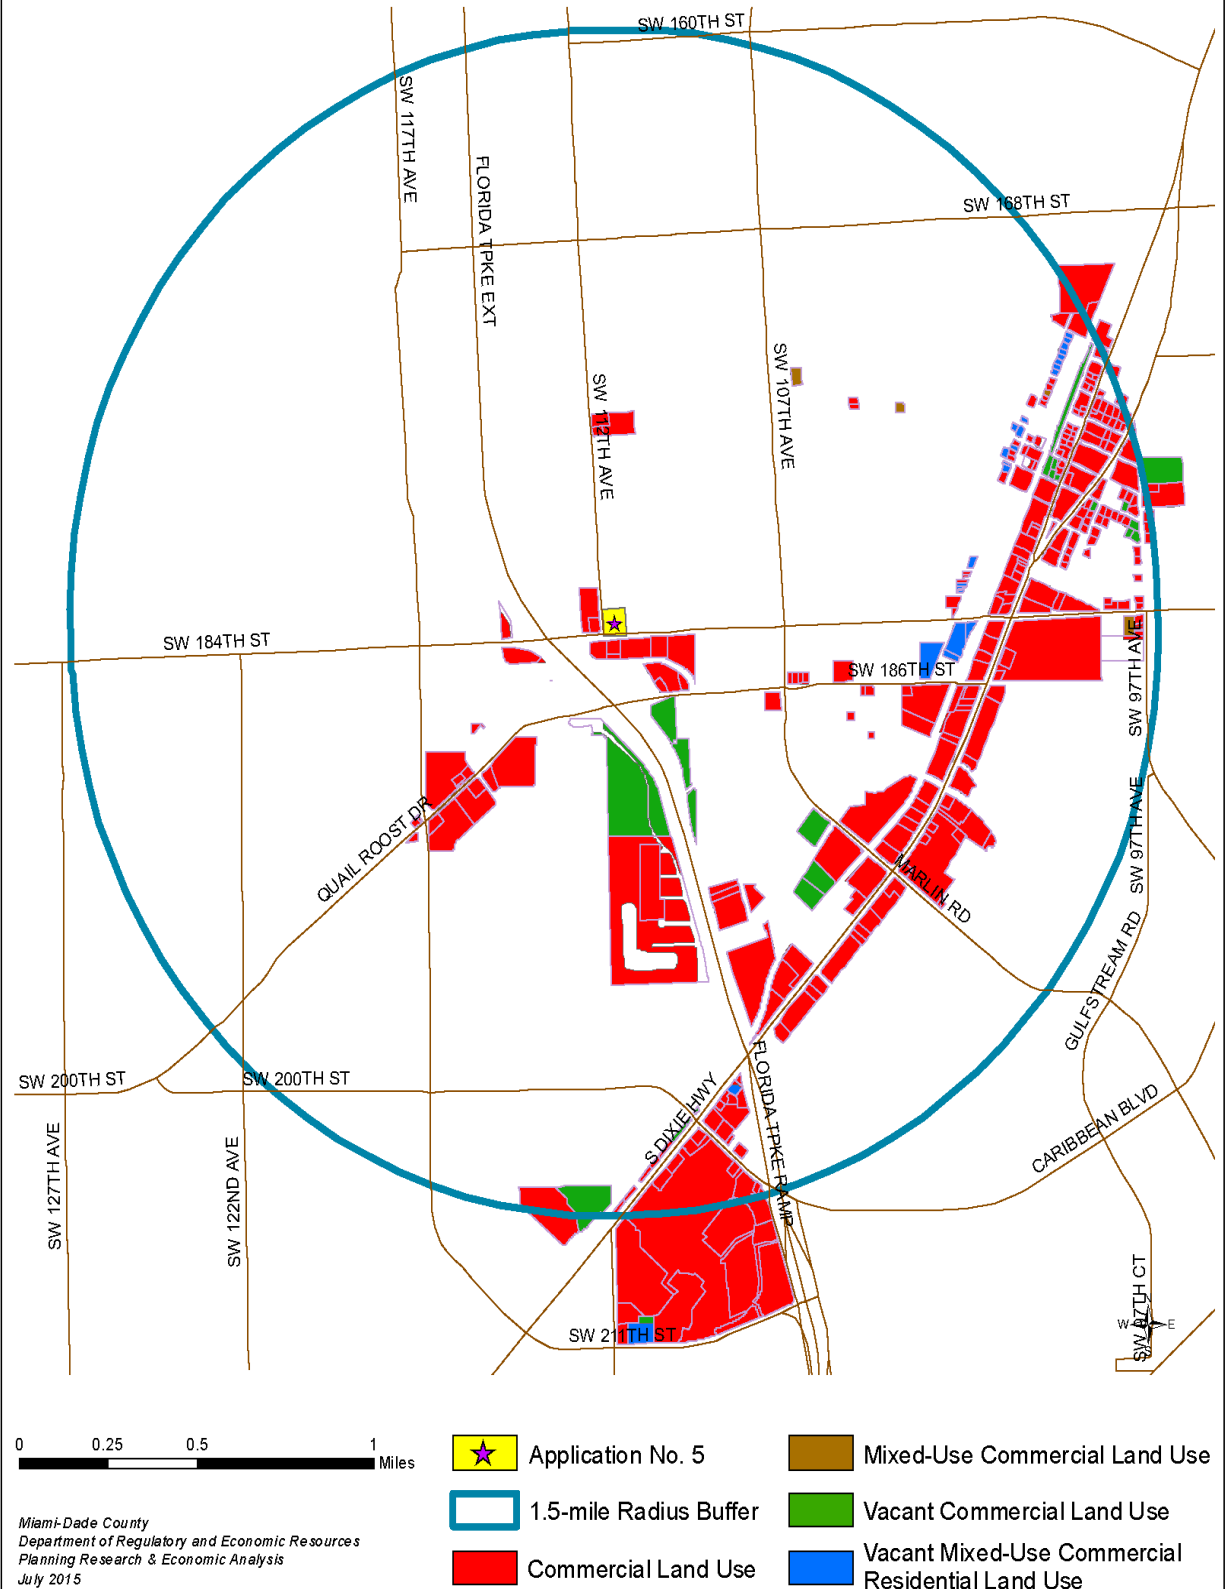 SW 160TH ST
SW 117TH AVE
FLORIDA TPKE EXT
SW 168TH ST
SW 112TH AVE
SW 107TH AVE
SW 184TH ST
SW 186TH ST
SW 97TH AVE
QUAIL ROOST DR
SW 97TH AVE
MARLIN RD
GULFSTREAM RD
SW 200TH ST
SW 200TH ST
S DIXIE HWY
FLORIDA TPKE RAMP
CARIBBEAN BLVD
SW 127TH AVE
SW 122ND AVE
SW 211TH ST
SW 97TH CT
W
E
0
0.25
0.5
1
Miles
Application No. 5
1.5-mile Radius Buffer
Commercial Land Use
Mixed-Use Commercial Land Use
Vacant Commercial Land Use
Vacant Mixed-Use Commercial
Residential Land Use
Miami-Dade County
Department of Regulatory and Economic Resources
Planning Research & Economic Analysis
July 2015